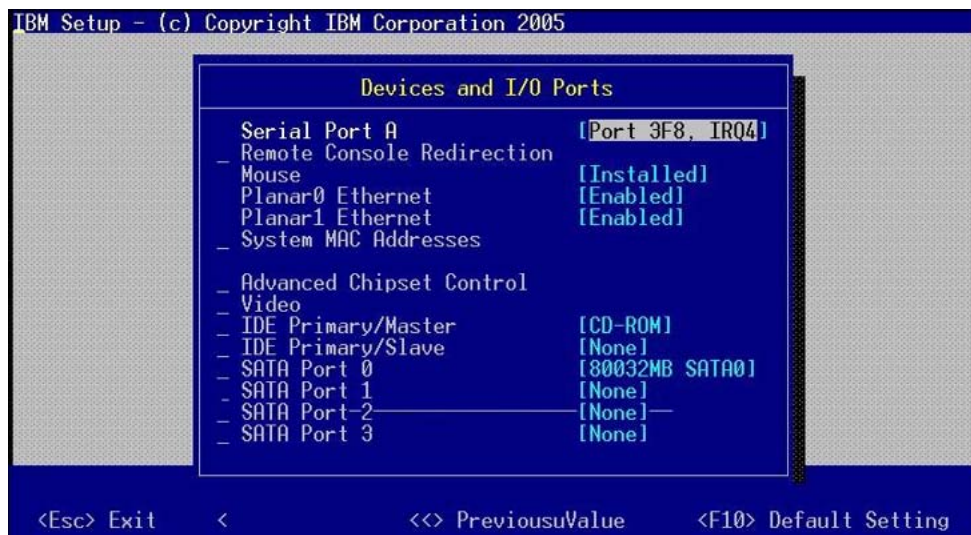 IBM Setup - (c) Copyright IBM Corporation 2005
Devices and I/O Ports
Serial Port A [Port 3F8, IRQ4]
_ Remote Console Redirection
Mouse [Installed]
Planar0 Ethernet [Enabled]
Planar1 Ethernet [Enabled]
_ System MAC Addresses
_ Advanced Chipset Control
_ Video
_ IDE Primary/Master [CD-ROM]
_ IDE Primary/Slave [None]
_ SATA Port 0 [80032MB SATA0]
_ SATA Port 1 [None]
_ SATA Port 2 [None]
_ SATA Port 3 [None]
<Esc> Exit < <<> PreviousuValue <F10> Default Setting